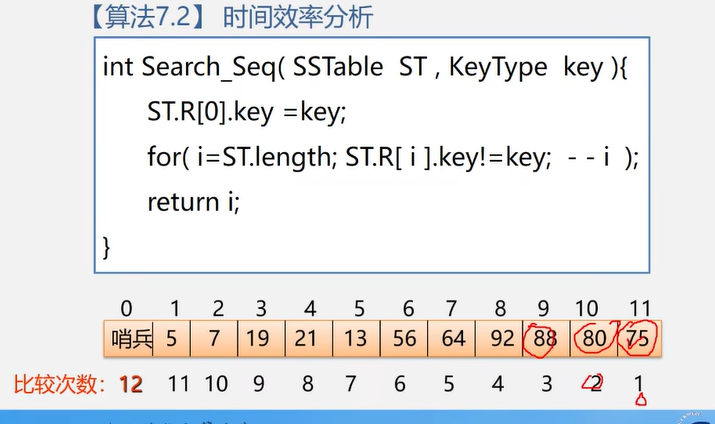 【算法7.2】 时间效率分析
int Search_Seq( SSTable ST , KeyType key ){
ST.R[0].key =key;
for( i=ST.length; ST.R[ i ].key!=key; - - i );
return i;
}
0 1 2 3 4 5 6 7 8 9 10 11
哨兵 5 7 19 21 13 56 64 92 88 80 75
比较次数: 12 11 10 9 8 7 6 5 4 3 2 1